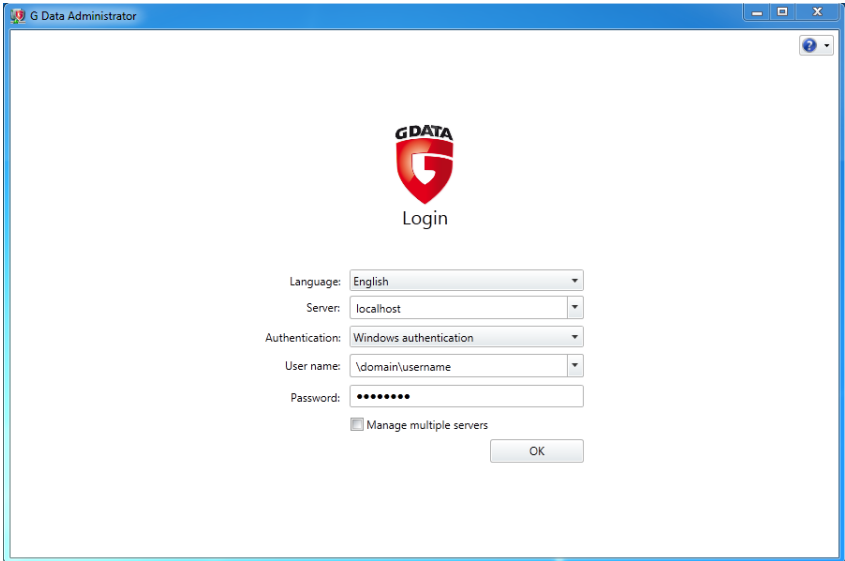 G Data Administrator
GDATA
Login
Language: English
Server: localhost
Authentication: Windows authentication
User name: \domain\username
Password: ●●●●●●●●
Manage multiple servers
OK